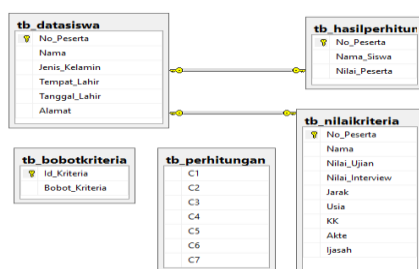 tb_datasiswa
No_Peserta
Nama
Jenis_Kelamin
Tempat_Lahir
Tanggal_Lahir
Alamat
tb_hasilperhitun
No_Peserta
Nama_Siswa
Nilai_Peserta
tb_nilaikriteria
No_Peserta
Nama
Nilai_Ujian
Nilai_Interview
Jarak
Usia
KK
Akte
Ijasah
tb_bobotkriteria
Id_Kriteria
Bobot_Kriteria
tb_perhitungan
C1
C2
C3
C4
C5
C6
C7